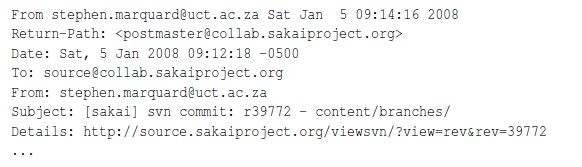 From stephen.marquard@uct.ac.za Sat Jan  5 09:14:16 2008
Return-Path: <postmaster@collab.sakaiproject.org>
Date: Sat, 5 Jan 2008 09:12:18 -0500
To: source@collab.sakaiproject.org
From: stephen.marquard@uct.ac.za
Subject: [sakai] svn commit: r39772 - content/branches/
Details: http://source.sakaiproject.org/viewsvn/?view=rev&rev=39772
...